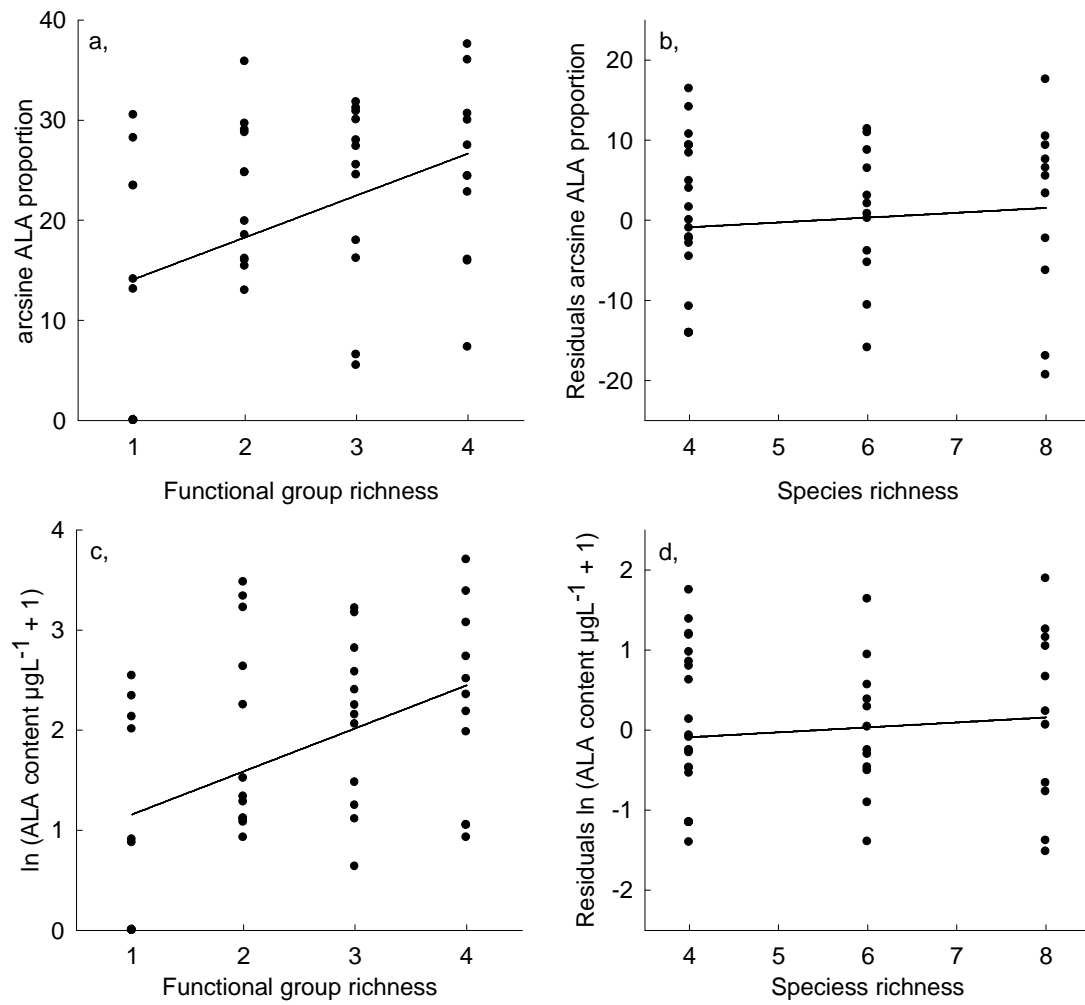 a,
arcsine ALA proportion
40
30
20
10
0
1 2 3 4
Functional group richness
b,
Residuals arcsine ALA proportion
20
10
0
-10
-20
4 5 6 7 8
Species richness
c,
ln (ALA content µgL-1 + 1)
4
3
2
1
0
1 2 3 4
Functional group richness
d,
Residuals ln (ALA content µgL-1 + 1)
2
1
0
-1
-2
4 5 6 7 8
Speciess richness